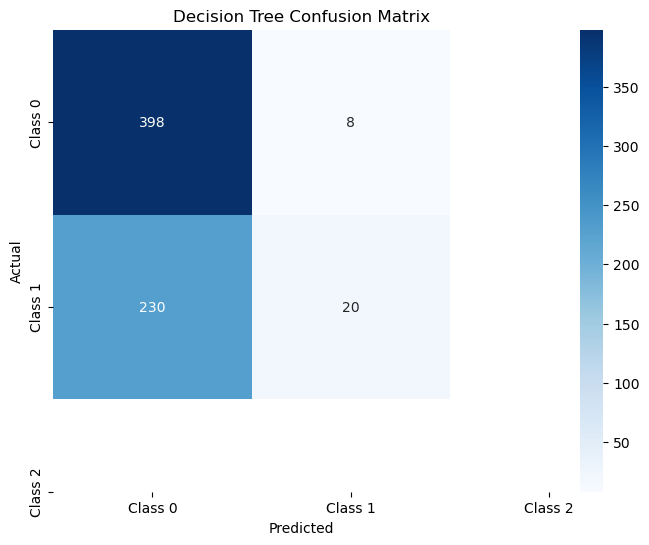 Decision Tree Confusion Matrix
Actual
Class 0
398
8
Class 1
230
20
Class 2
Class 0
Class 1
Class 2
Predicted
350
300
250
200
150
100
50